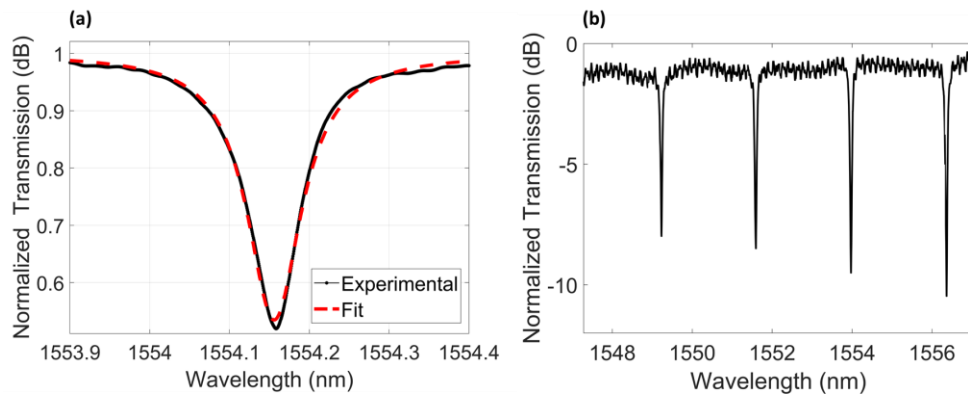 (a)
Normalized Transmission (dB)
1
0.9
0.8
0.7
0.6
Experimental
Fit
1553.9 1554 1554.1 1554.2 1554.3 1554.4
Wavelength (nm)
(b)
Normalized Transmission (dB)
0
-5
-10
1548 1550 1552 1554 1556
Wavelength (nm)